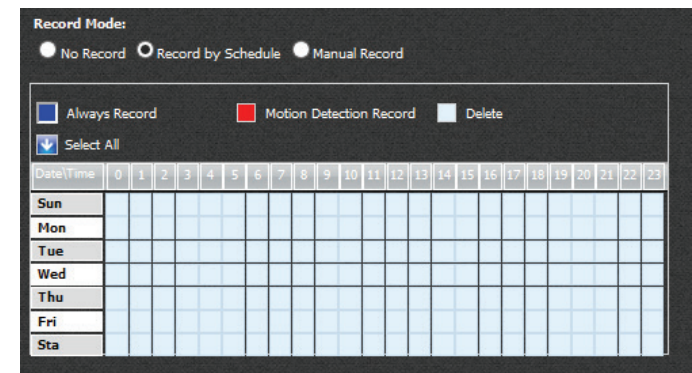 Record Mode:
No Record Record by Schedule Manual Record
Always Record Motion Detection Record Delete
Select All
Date\Time 0 1 2 3 4 5 6 7 8 9 10 11 12 13 14 15 16 17 18 19 20 21 22 23
Sun
Mon
Tue
Wed
Thu
Fri
Sta